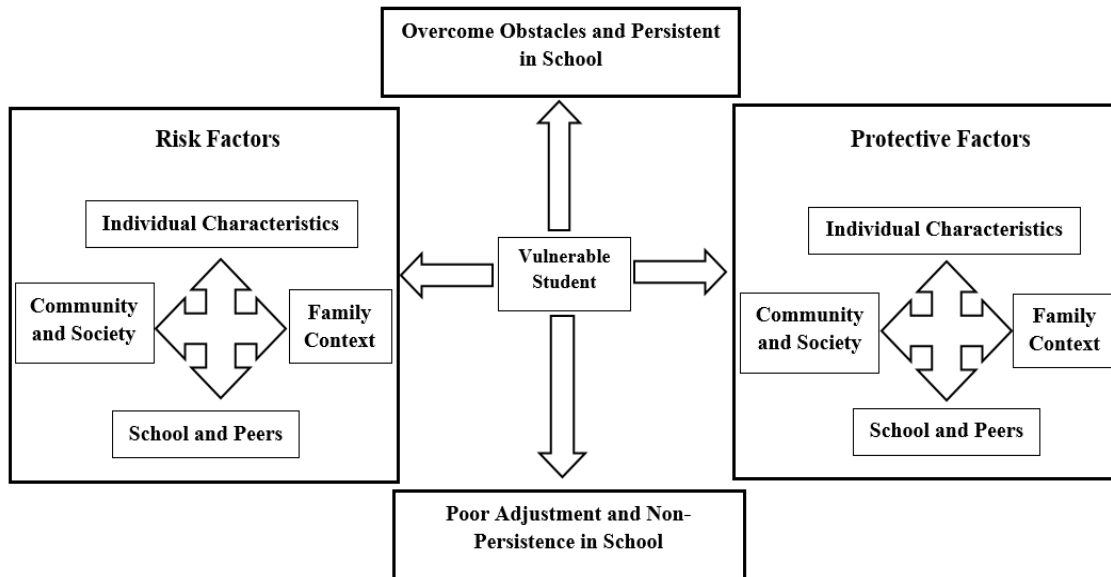 Overcome Obstacles and Persistent
in School
Risk Factors
Individual Characteristics
Community
and Society
Family
Context
School and Peers
Vulnerable
Student
Protective Factors
Individual Characteristics
Community
and Society
Family
Context
School and Peers
Poor Adjustment and Non-
Persistence in School